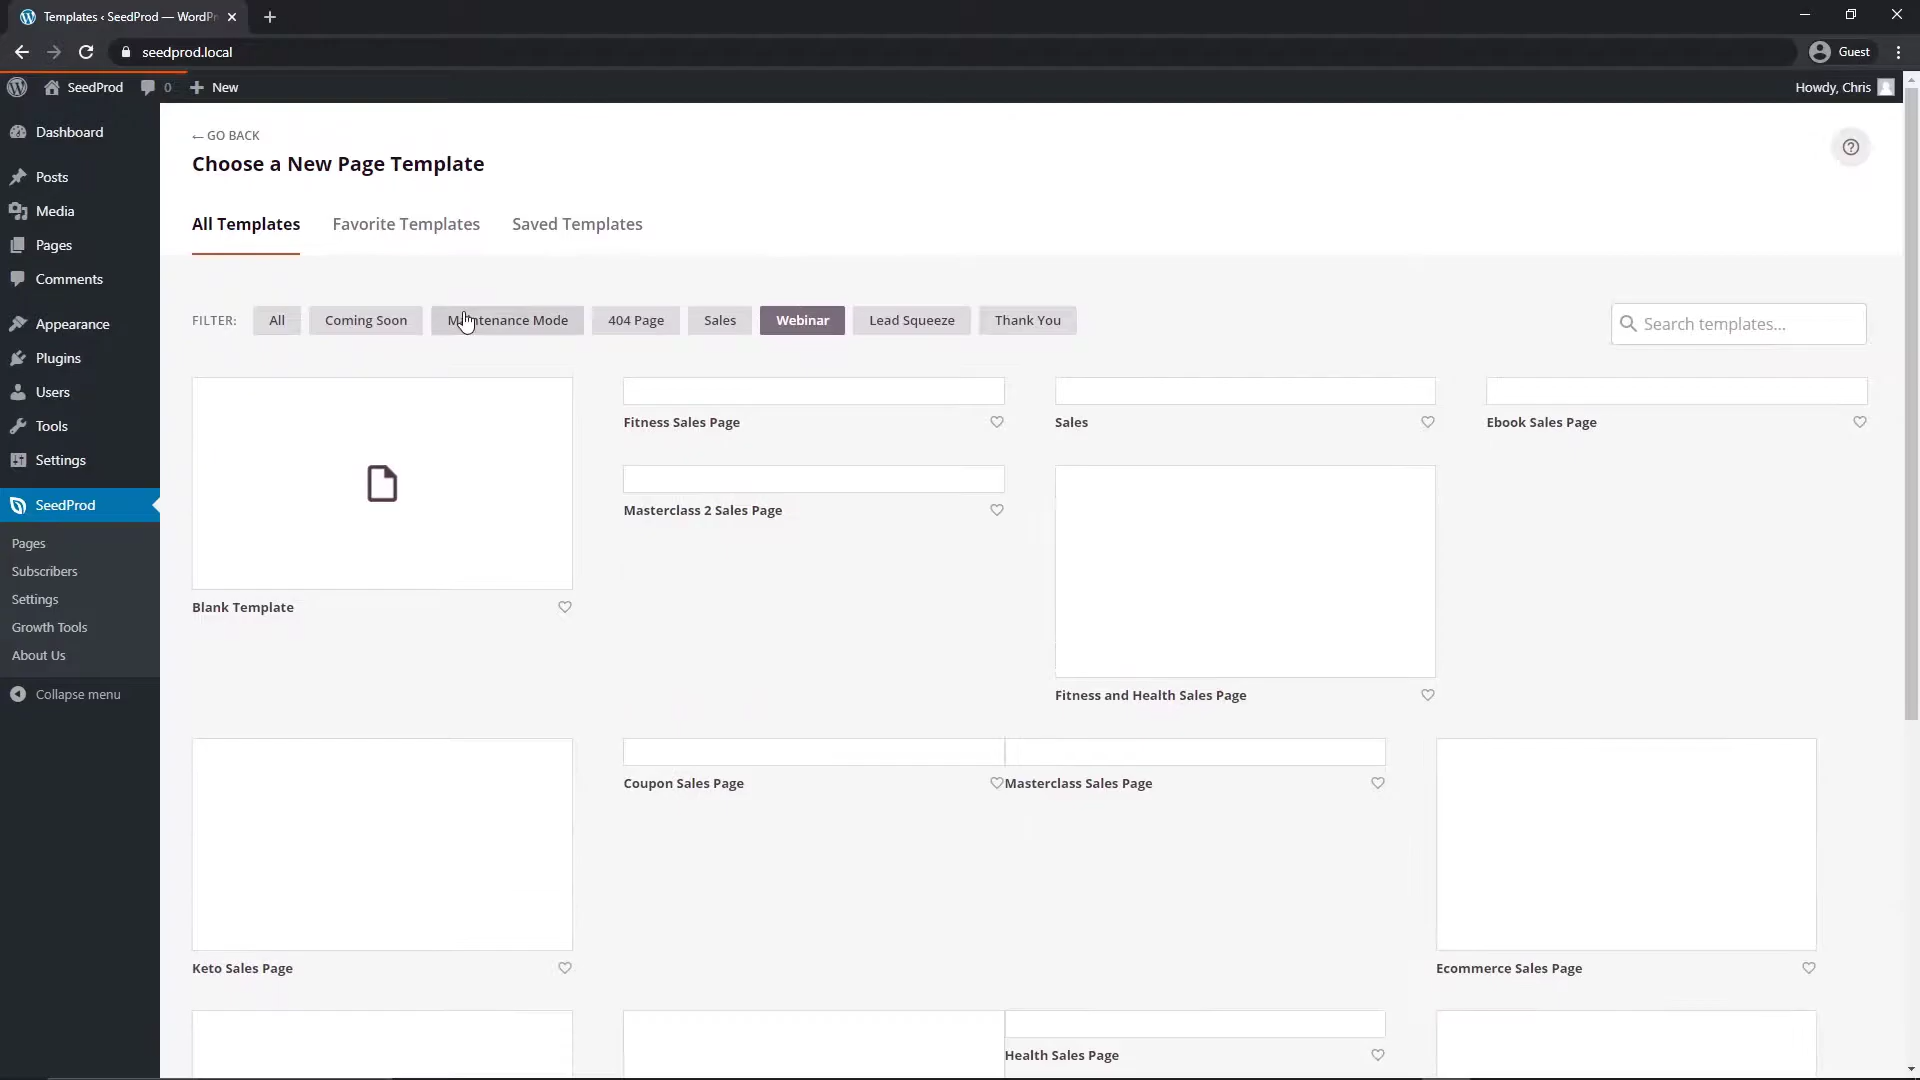 Templates ‹ SeedProd — WordPr
seedprod.local
Guest
SeedProd 0 New
Howdy, Chris
Dashboard
Posts
Media
Pages
Comments
Appearance
Plugins
Users
Tools
Settings
SeedProd
Pages
Subscribers
Settings
Growth Tools
About Us
Collapse menu
← GO BACK
Choose a New Page Template
All Templates Favorite Templates Saved Templates
FILTER: All Coming Soon Maintenance Mode 404 Page Sales Webinar Lead Squeeze Thank You
Search templates...
Fitness Sales Page
Sales
Ebook Sales Page
Masterclass 2 Sales Page
Blank Template
Fitness and Health Sales Page
Coupon Sales Page
Masterclass Sales Page
Keto Sales Page
Ecommerce Sales Page
Health Sales Page